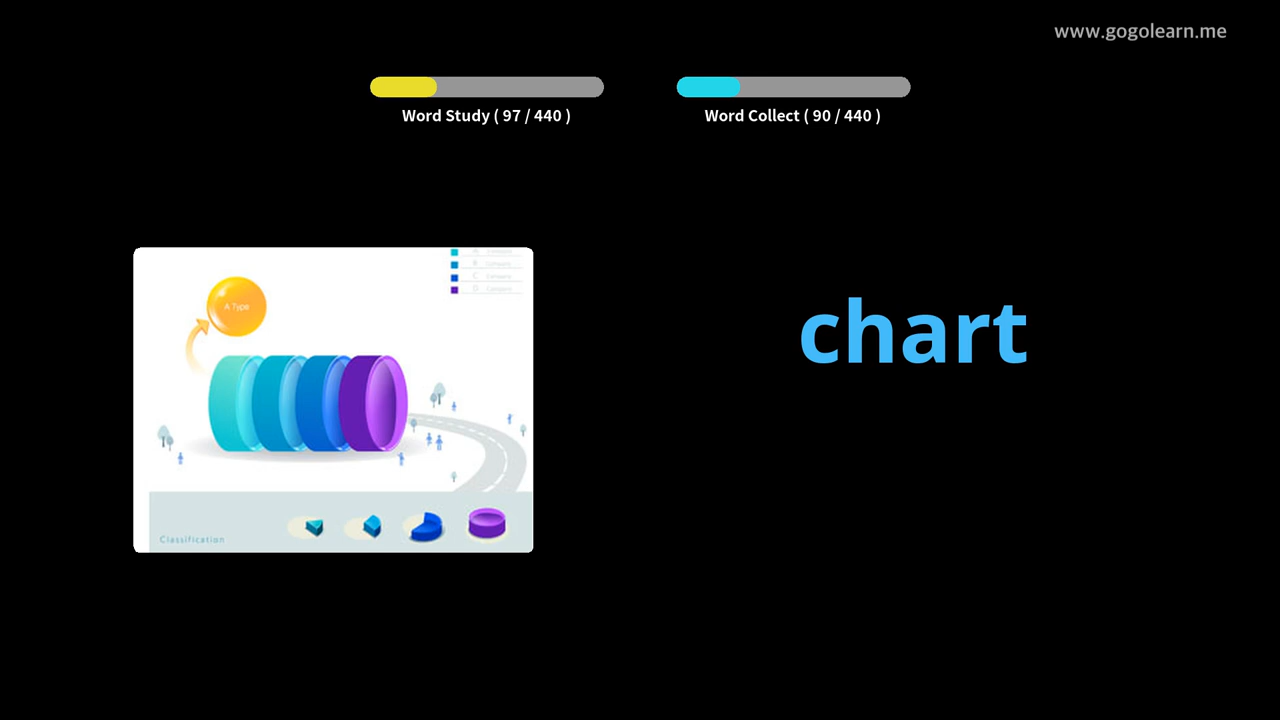 www.gogolearn.me
Word Study ( 97 / 440 )
Word Collect ( 90 / 440 )
A Type
chart
Classification